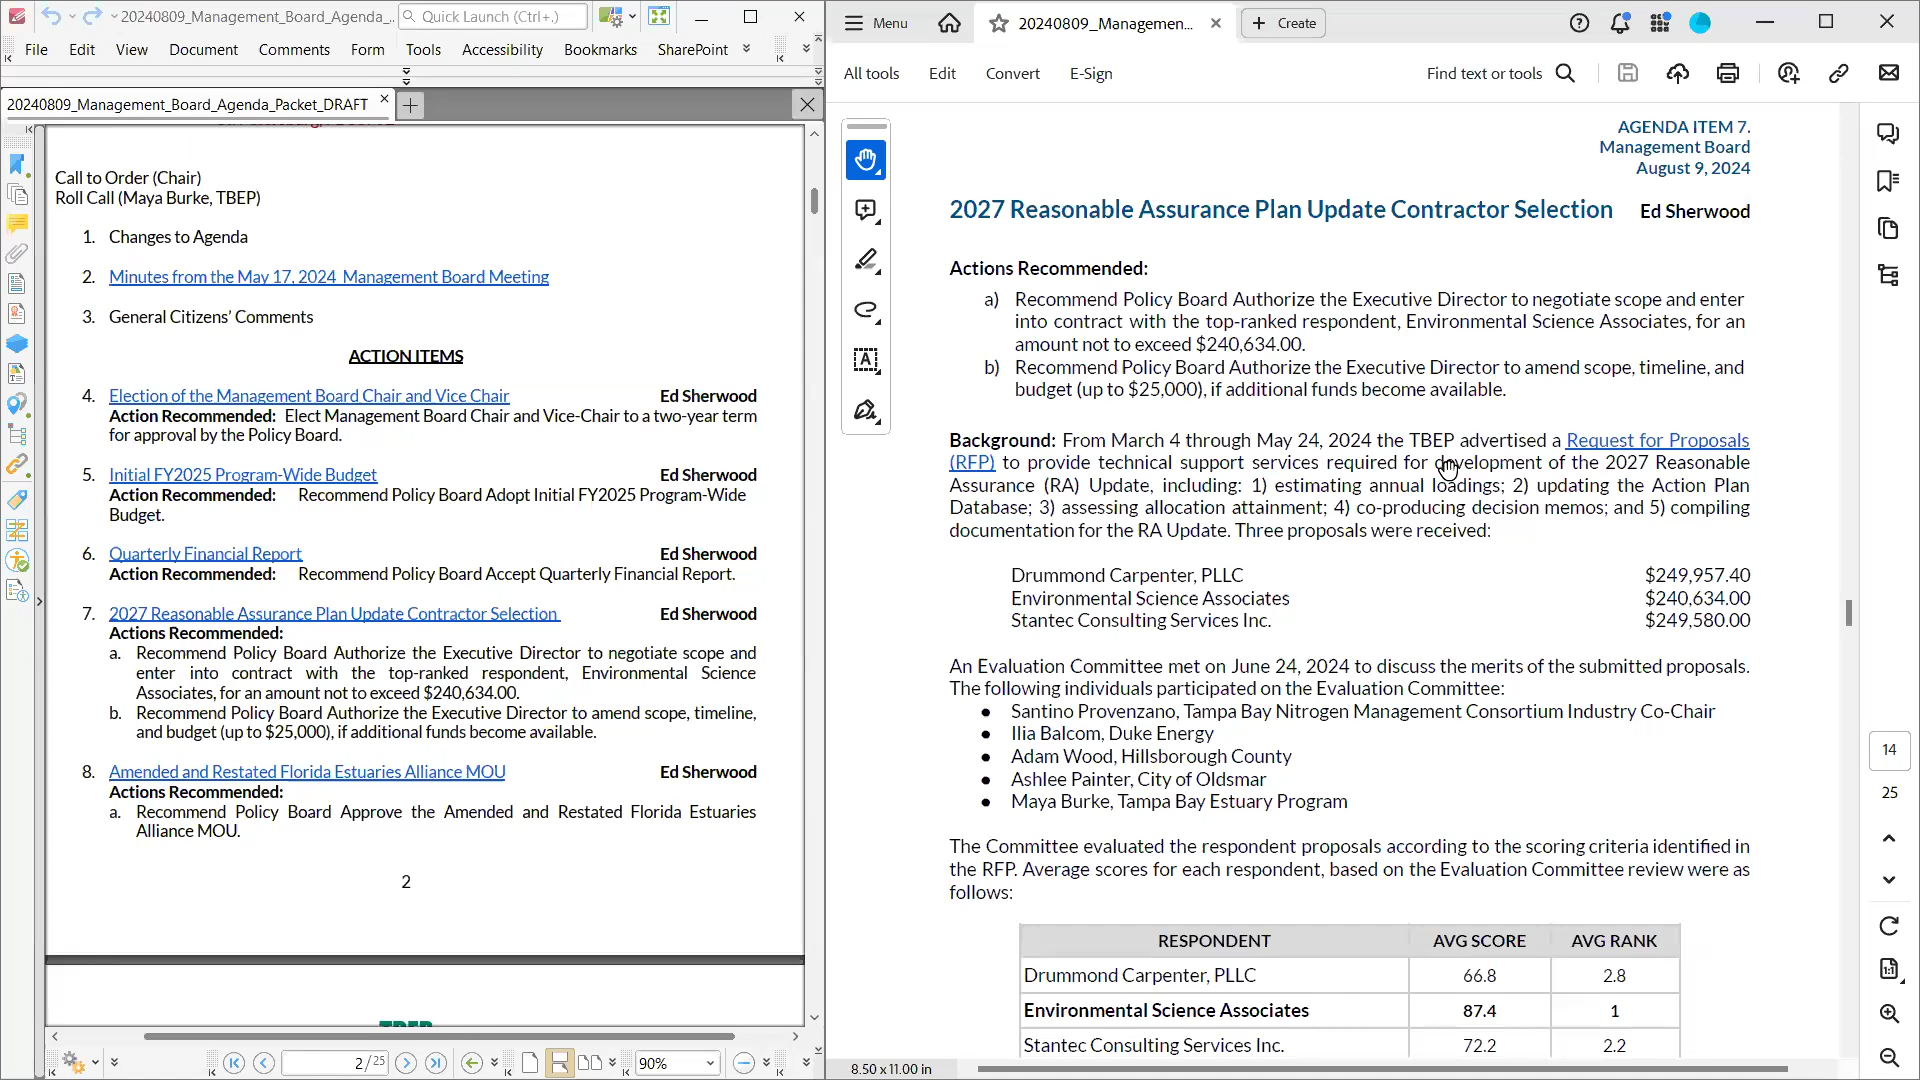 20240809_Management_Board_Agenda_...
Quick Launch (Ctrl+.)
File Edit View Document Comments Form Tools Accessibility Bookmarks SharePoint
20240809_Management_Board_Agenda_Packet_DRAFT
Call to Order (Chair)
Roll Call (Maya Burke, TBEP)
1. Changes to Agenda
2. Minutes from the May 17, 2024 Management Board Meeting
3. General Citizens’ Comments
ACTION ITEMS
4. Election of the Management Board Chair and Vice Chair Ed Sherwood
Action Recommended: Elect Management Board Chair and Vice-Chair to a two-year term
for approval by the Policy Board.
5. Initial FY2025 Program-Wide Budget Ed Sherwood
Action Recommended: Recommend Policy Board Adopt Initial FY2025 Program-Wide
Budget.
6. Quarterly Financial Report Ed Sherwood
Action Recommended: Recommend Policy Board Accept Quarterly Financial Report.
7. 2027 Reasonable Assurance Plan Update Contractor Selection Ed Sherwood
Actions Recommended:
a. Recommend Policy Board Authorize the Executive Director to negotiate scope and
enter into contract with the top-ranked respondent, Environmental Science
Associates, for an amount not to exceed $240,634.00.
b. Recommend Policy Board Authorize the Executive Director to amend scope, timeline,
and budget (up to $25,000), if additional funds become available.
8. Amended and Restated Florida Estuaries Alliance MOU Ed Sherwood
Actions Recommended:
a. Recommend Policy Board Approve the Amended and Restated Florida Estuaries
Alliance MOU.
2
2 / 25
90%
Menu
20240809_Managemen...
Create
All tools Edit Convert E-Sign
Find text or tools
AGENDA ITEM 7.
Management Board
August 9, 2024
2027 Reasonable Assurance Plan Update Contractor Selection Ed Sherwood
Actions Recommended:
a) Recommend Policy Board Authorize the Executive Director to negotiate scope and enter
into contract with the top-ranked respondent, Environmental Science Associates, for an
amount not to exceed $240,634.00.
b) Recommend Policy Board Authorize the Executive Director to amend scope, timeline, and
budget (up to $25,000), if additional funds become available.
Background: From March 4 through May 24, 2024 the TBEP advertised a Request for Proposals
(RFP) to provide technical support services required for development of the 2027 Reasonable
Assurance (RA) Update, including: 1) estimating annual loadings; 2) updating the Action Plan
Database; 3) assessing allocation attainment; 4) co-producing decision memos; and 5) compiling
documentation for the RA Update. Three proposals were received:
Drummond Carpenter, PLLC $249,957.40
Environmental Science Associates $240,634.00
Stantec Consulting Services Inc. $249,580.00
An Evaluation Committee met on June 24, 2024 to discuss the merits of the submitted proposals.
The following individuals participated on the Evaluation Committee:
● Santino Provenzano, Tampa Bay Nitrogen Management Consortium Industry Co-Chair
● Ilia Balcom, Duke Energy
● Adam Wood, Hillsborough County
● Ashlee Painter, City of Oldsmar
● Maya Burke, Tampa Bay Estuary Program
The Committee evaluated the respondent proposals according to the scoring criteria identified in
the RFP. Average scores for each respondent, based on the Evaluation Committee review were as
follows:
RESPONDENT AVG SCORE AVG RANK
Drummond Carpenter, PLLC 66.8 2.8
Environmental Science Associates 87.4 1
Stantec Consulting Services Inc. 72.2 2.2
8.50 x 11.00 in
14
25